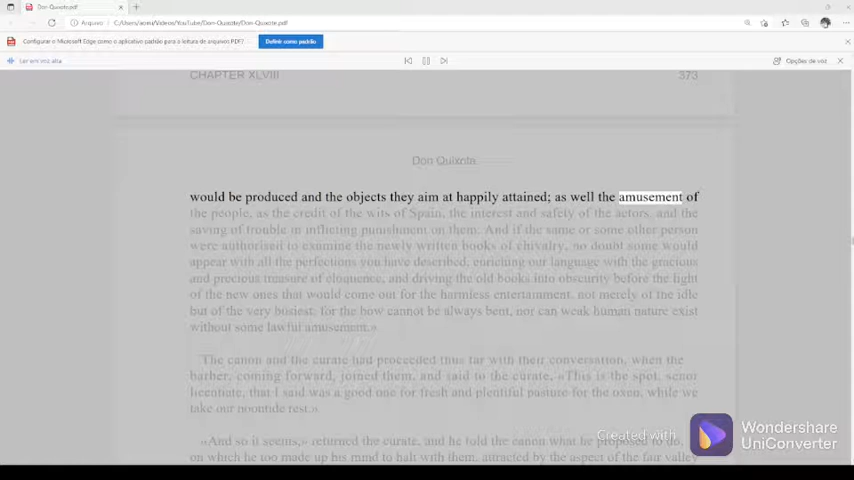 Don-Quixote.pdf
Arquivo
C:/Users/acies/Videos/YouTube/Don-Quixote/Don-Quixote.pdf
Configurar o Microsoft Edge como o aplicativo padrão para a leitura de arquivos PDF?
Definir como padrão
Ler em voz alta
Opções de voz
CHAPTER XLVIII
373
Don Quixote
would be produced and the objects they aim at happily attained; as well the amusement of
the people, as the credit of the wits of Spain, the interest and safety of the actors, and the
saving of trouble in inflicting punishment on them. And if the same or some other person
were authorised to examine the newly written books of chivalry, no doubt some would
appear with all the perfections you have described, enriching our language with the gracious
and precious treasure of eloquence, and driving the old books into obscurity before the light
of the new ones that would come out for the harmless entertainment, not merely of the idle
but of the very busiest; for the bow cannot be always bent, nor can weak human nature exist
without some lawful amusement.»
The canon and the curate had proceeded thus far with their conversation, when the
barber, coming forward, joined them, and said to the curate, «This is the spot, senor
licentiate, that I said was a good one for fresh and plentiful pasture for the oxen, while we
take our noontide rest.»
»And so it seems,» returned the curate, and he told the canon what he proposed to do,
on which he too made up his mind to halt with them, attracted by the aspect of the fair valley
Created with
Wondershare
UniConverter